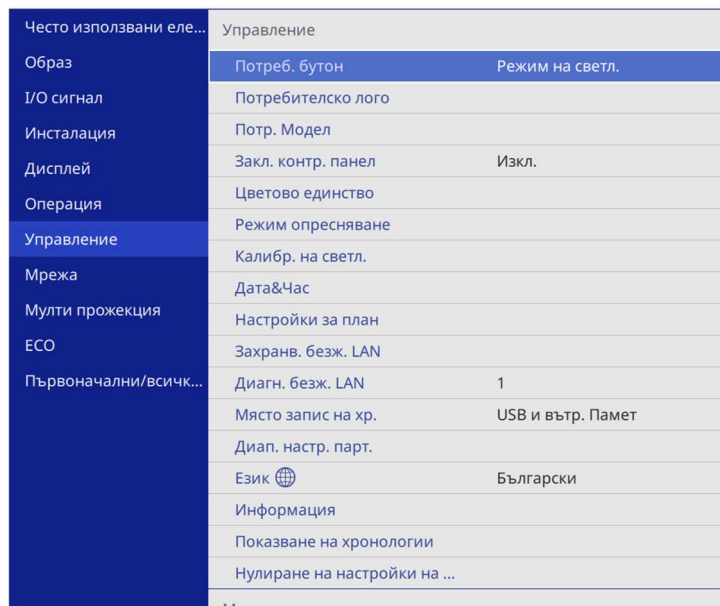 Често използвани еле...
Образ
I/O сигнал
Инсталация
Дисплей
Операция
Управление
Мрежа
Мулти прожекция
ECO
Първоначални/всичк...
Управление
Потреб. бутон Режим на светл.
Потребителско лого
Потр. Модел
Закл. контр. панел Изкл.
Цветово единство
Режим опресняване
Калибр. на светл.
Дата&Час
Настройки за план
Захранв. безж. LAN
Диагн. безж. LAN 1
Място запис на хр. USB и вътр. Памет
Диап. настр. парт.
Език Български
Информация
Показване на хронологии
Нулиране на настройки на ...